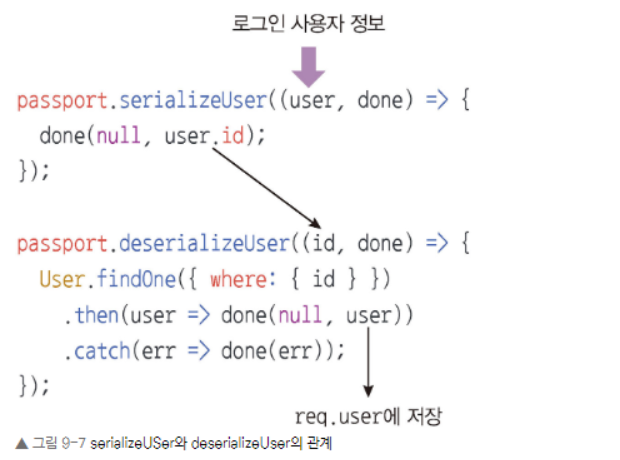 로그인 사용자 정보
passport.serializeUser((user, done) => {
done(null, user.id);
});
passport.deserializeUser((id, done) => {
User.findOne({ where: { id } })
.then(user => done(null, user))
.catch(err => done(err));
});
req.user에 저장
▲ 그림 9-7 serializeUSer와 deserializeUser의 관계